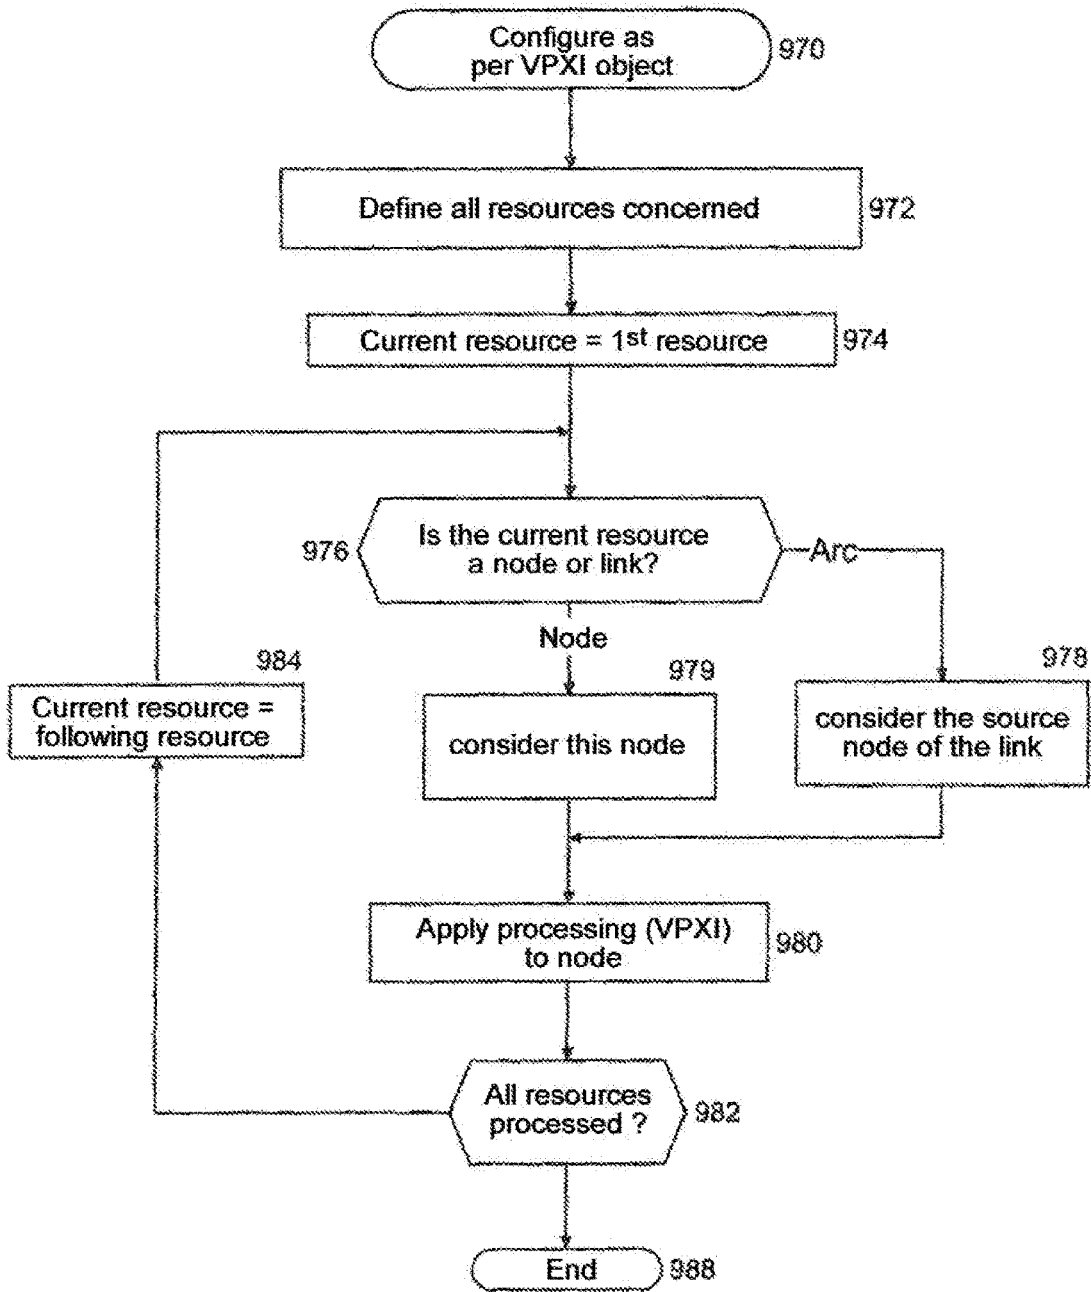 Configure as
per VPXI object
970
Define all resources concerned
972
Current resource = 1st resource
974
Is the current resource
a node or link?
976
Arc
Node
984
Current resource =
following resource
979
consider this node
978
consider the source
node of the link
Apply processing (VPXI)
to node
980
All resources
processed ?
982
End
988